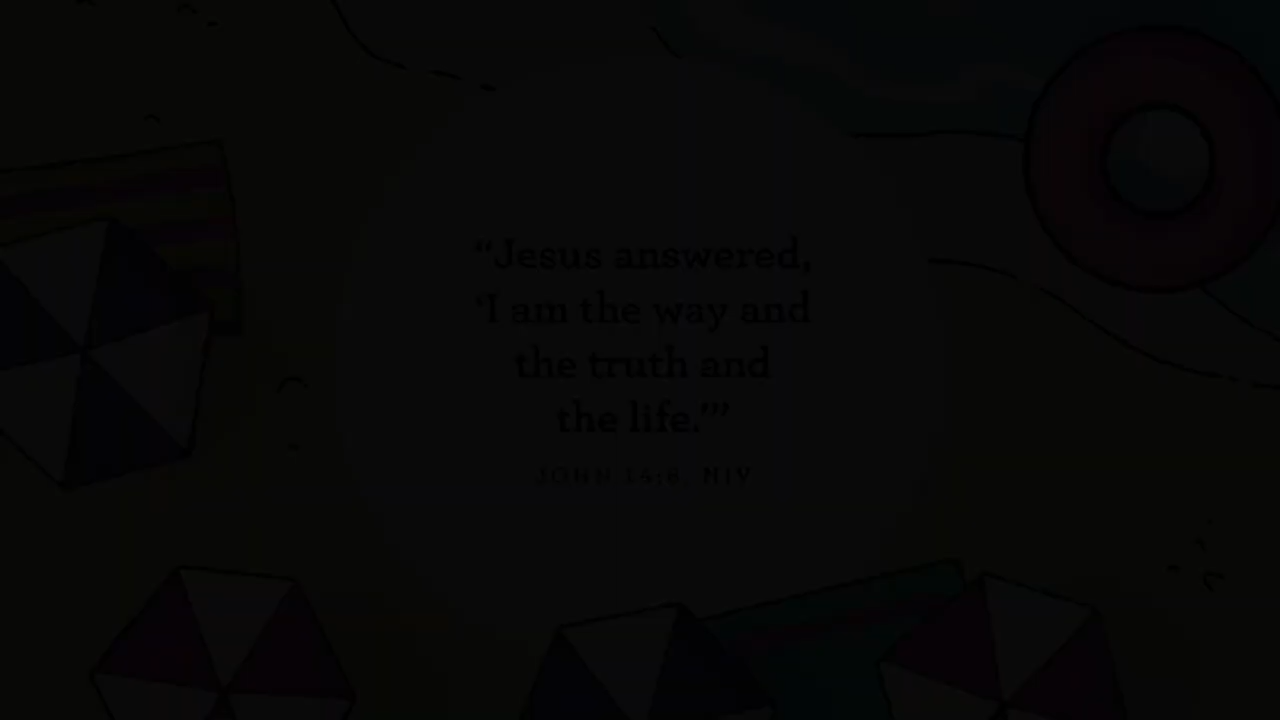 “Jesus answered,
‘I am the way and
the truth and
the life.’”
JOHN 14:6, NIV